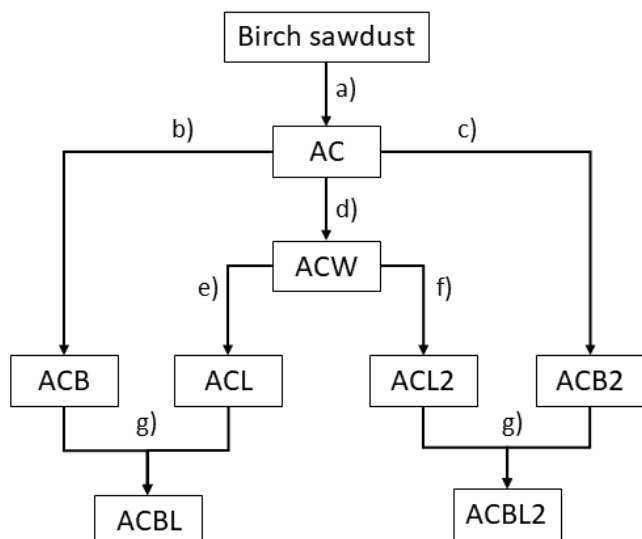 Birch sawdust
a)
b)
c)
AC
d)
ACW
e)
f)
ACB
ACL
ACL2
ACB2
g)
g)
ACBL
ACBL2